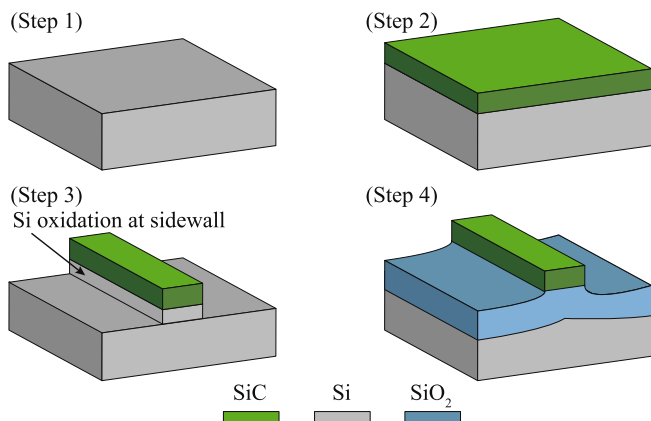 (Step 1)
(Step 2)
(Step 3)
Si oxidation at sidewall
(Step 4)
SiC
Si
SiO₂